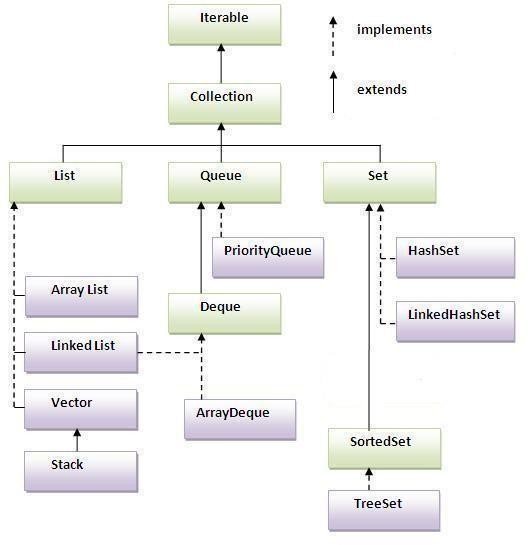 Iterable
implements
Collection
extends
List
Queue
Set
PriorityQueue
HashSet
Array List
Deque
LinkedHashSet
Linked List
Vector
ArrayDeque
SortedSet
Stack
TreeSet